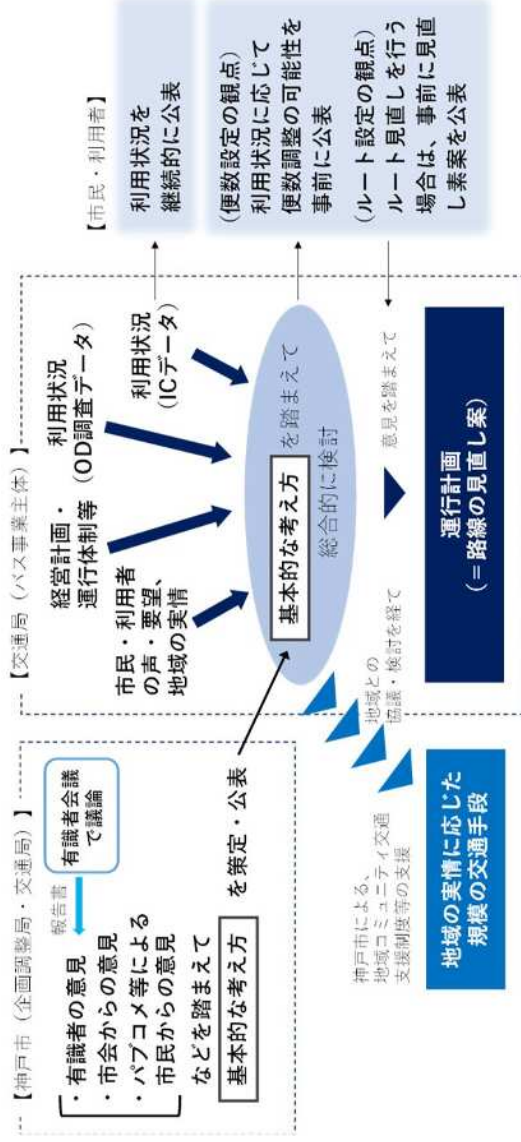 【神戸市（企画調整局・交通局）】
有識者会議
で議論
報告書
・有識者の意見
・市会からの意見
・パブコメ等による
市民からの意見
などを踏まえて
基本的な考え方 を策定・公表
【交通局（バス事業主体）】
市民・利用者
の声・要望、
地域の実情
経営計画・
運行体制等
利用状況
（OD調査データ）
利用状況
（ICデータ）
基本的な考え方 を踏まえて
総合的に検討
意見を踏まえて
運行計画
（＝路線の見直し案）
地域との
協議・検討を経て
神戸市による、
地域コミュニティ交通
支援制度等の支援
地域の実情に応じた
規模の交通手段
【市民・利用者】
利用状況を
継続的に公表
（便数設定の観点）
利用状況に応じて
便数調整の可能性を
事前に公表
（ルート設定の観点）
ルート見直しを行う
場合は、事前に見直
し素案を公表